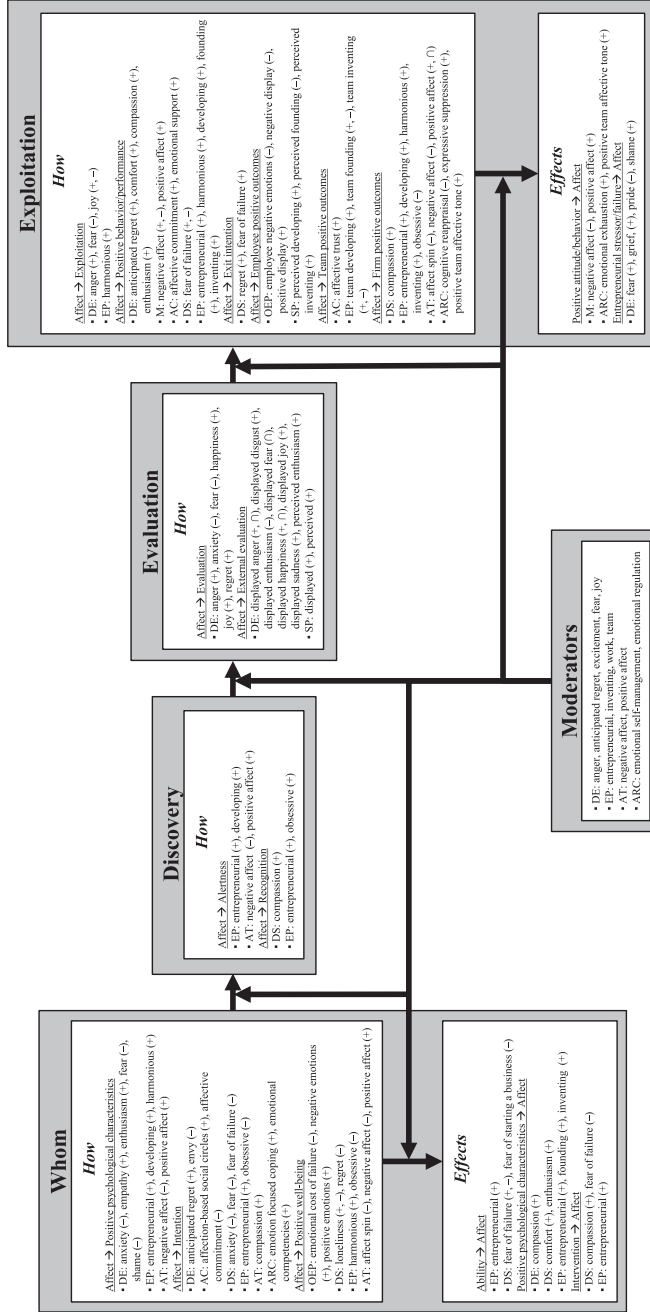 Whom
How
Affect → Positive psychological characteristics
• DE: anxiety (–), empathy (+), enthusiasm (+), fear (–),
shame (–)
• EP: entrepreneurial (+), developing (+), harmonious (+)
• AT: negative affect (–), positive affect (+)
Affect → Intention
• DE: anticipated regret (+), envy (–)
• AC: affection-based social circles (+), affective
commitment (–)
• DS: anxiety (–), fear (–), fear of failure (–)
• EP: entrepreneurial (+), obsessive (–)
• AT: compassion (+)
• ARC: emotion focused coping (+), emotional
competencies (+)
Affect → Positive well-being
• OEP: emotional cost of failure (–), negative emotions
(+), positive emotions (+)
• DS: loneliness (+, –), regret (–)
• EP: harmonious (+), obsessive (–)
• AT: affect spin (–), negative affect (–), positive affect (+)
Effects
Ability → Affect
• EP: entrepreneurial (+)
• DS: fear of failure (+, –), fear of starting a business (–)
Positive psychological characteristics → Affect
• DE: compassion (+)
• DS: comfort (+), enthusiasm (+)
• EP: entrepreneurial (+), founding (+), inventing (+)
Intervention → Affect
• DS: compassion (+), fear of failure (–)
• EP: entrepreneurial (+)
Discovery
How
Affect → Alertness
• EP: entrepreneurial (+), developing (+)
• AT: negative affect (–), positive affect (+)
Affect → Recognition
• DS: compassion (+)
• EP: entrepreneurial (+), obsessive (+)
Evaluation
How
Affect → Evaluation
• DE: anger (+), anxiety (–), fear (–), happiness (+),
joy (+), regret (+)
Affect → External evaluation
• DE: displayed anger (+, ∩), displayed disgust (+),
displayed enthusiasm (–), displayed fear (∩),
displayed happiness (+, ∩), displayed joy (+),
displayed sadness (+), perceived enthusiasm (+)
• SP: displayed (+), perceived (+)
Moderators
• DE: anger, anticipated regret, excitement, fear, joy
• EP: entrepreneurial, inventing, work, team
• AT: negative affect, positive affect
• ARC: emotional self-management, emotional regulation
Exploitation
How
Affect → Exploitation
• DE: anger (+), fear (–), joy (+, –)
• EP: harmonious (+)
Affect → Positive behavior/performance
• DE: anticipated regret (+), comfort (+), compassion (+),
enthusiasm (+)
• M: negative affect (+, –), positive affect (+)
• AC: affective commitment (+), emotional support (+)
• DS: fear of failure (+, –)
• EP: entrepreneurial (+), harmonious (+), developing (+), founding
(+), inventing (+)
Affect → Exit intention
• DS: regret (+), fear of failure (+)
Affect → Employee positive outcomes
• OEP: employee negative emotions (–), negative display (–),
positive display (+)
• SP: perceived developing (+), perceived founding (–), perceived
inventing (+)
Affect → Team positive outcomes
• AC: affective trust (+)
• EP: team developing (+), team founding (+, –), team inventing
(+, –)
Affect → Firm positive outcomes
• DS: compassion (+)
• EP: entrepreneurial (+), developing (+), harmonious (+),
inventing (+), obsessive (–)
• AT: affect spin (–), negative affect (–), positive affect (+, ∩)
• ARC: cognitive reappraisal (–), expressive suppression (+),
positive team affective tone (+)
Effects
Positive attitude/behavior → Affect
• M: negative affect (–), positive affect (+)
• ARC: emotional exhaustion (+), positive team affective tone (+)
Entrepreneurial stressor/failure → Affect
• DE: fear (+), grief, (+), pride (–), shame (+)